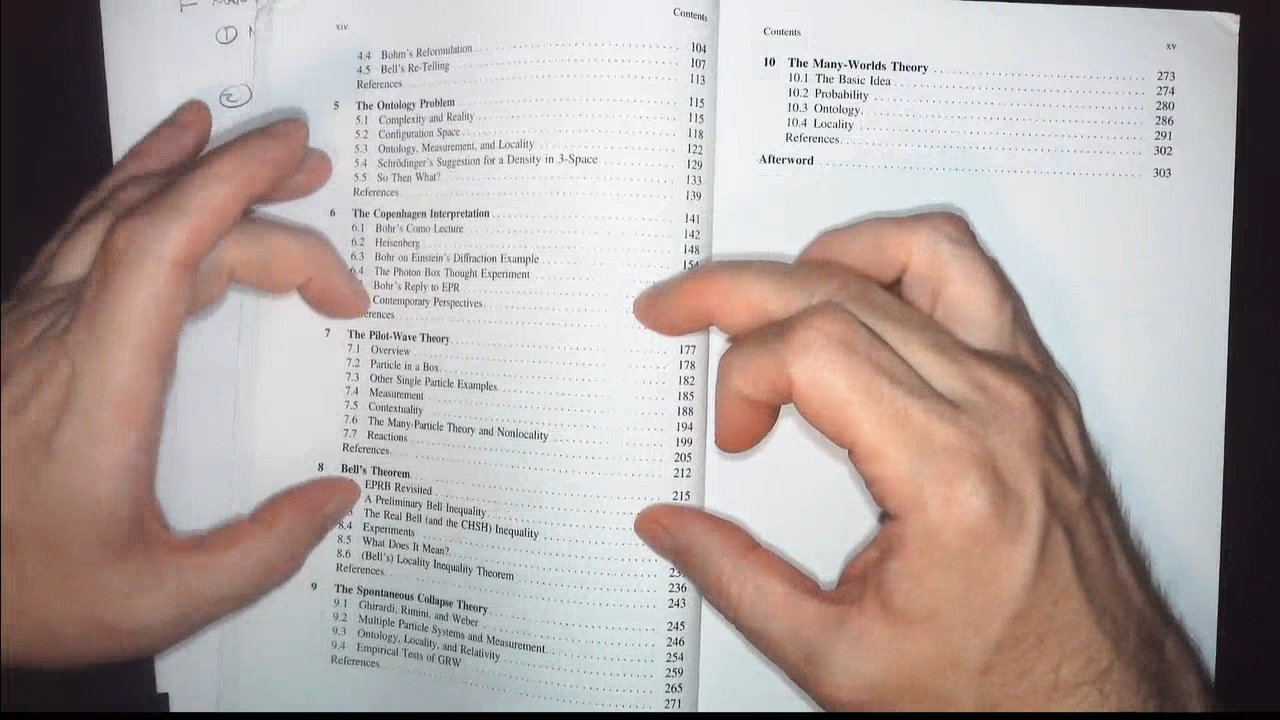 xiv Contents
4.4 Bohm's Reformulation 104
4.5 Bell's Re-Telling 107
References 113
5 The Ontology Problem 115
5.1 Complexity and Reality 115
5.2 Configuration Space 118
5.3 Ontology, Measurement, and Locality 122
5.4 Schrödinger's Suggestion for a Density in 3-Space 129
5.5 So Then What? 133
References 139
6 The Copenhagen Interpretation 141
6.1 Bohr's Como Lecture 142
6.2 Heisenberg 148
6.3 Bohr on Einstein's Diffraction Example 154
6.4 The Photon Box Thought Experiment
Bohr's Reply to EPR
Contemporary Perspectives
erences
7 The Pilot-Wave Theory 177
7.1 Overview 178
7.2 Particle in a Box 182
7.3 Other Single Particle Examples 185
7.4 Measurement 188
7.5 Contextuality 194
7.6 The Many-Particle Theory and Nonlocality 199
7.7 Reactions 205
References 212
8 Bell's Theorem 215
EPRB Revisited
A Preliminary Bell Inequality
The Real Bell (and the CHSH) Inequality
8.4 Experiments
8.5 What Does It Mean?
8.6 (Bell's) Locality Inequality Theorem 236
References 243
9 The Spontaneous Collapse Theory 245
9.1 Ghirardi, Rimini, and Weber 246
9.2 Multiple Particle Systems and Measurement 254
9.3 Ontology, Locality, and Relativity 259
9.4 Empirical Tests of GRW 265
References 271
Contents xv
10 The Many-Worlds Theory 273
10.1 The Basic Idea 274
10.2 Probability 280
10.3 Ontology 286
10.4 Locality 291
References 302
Afterword 303
1
2